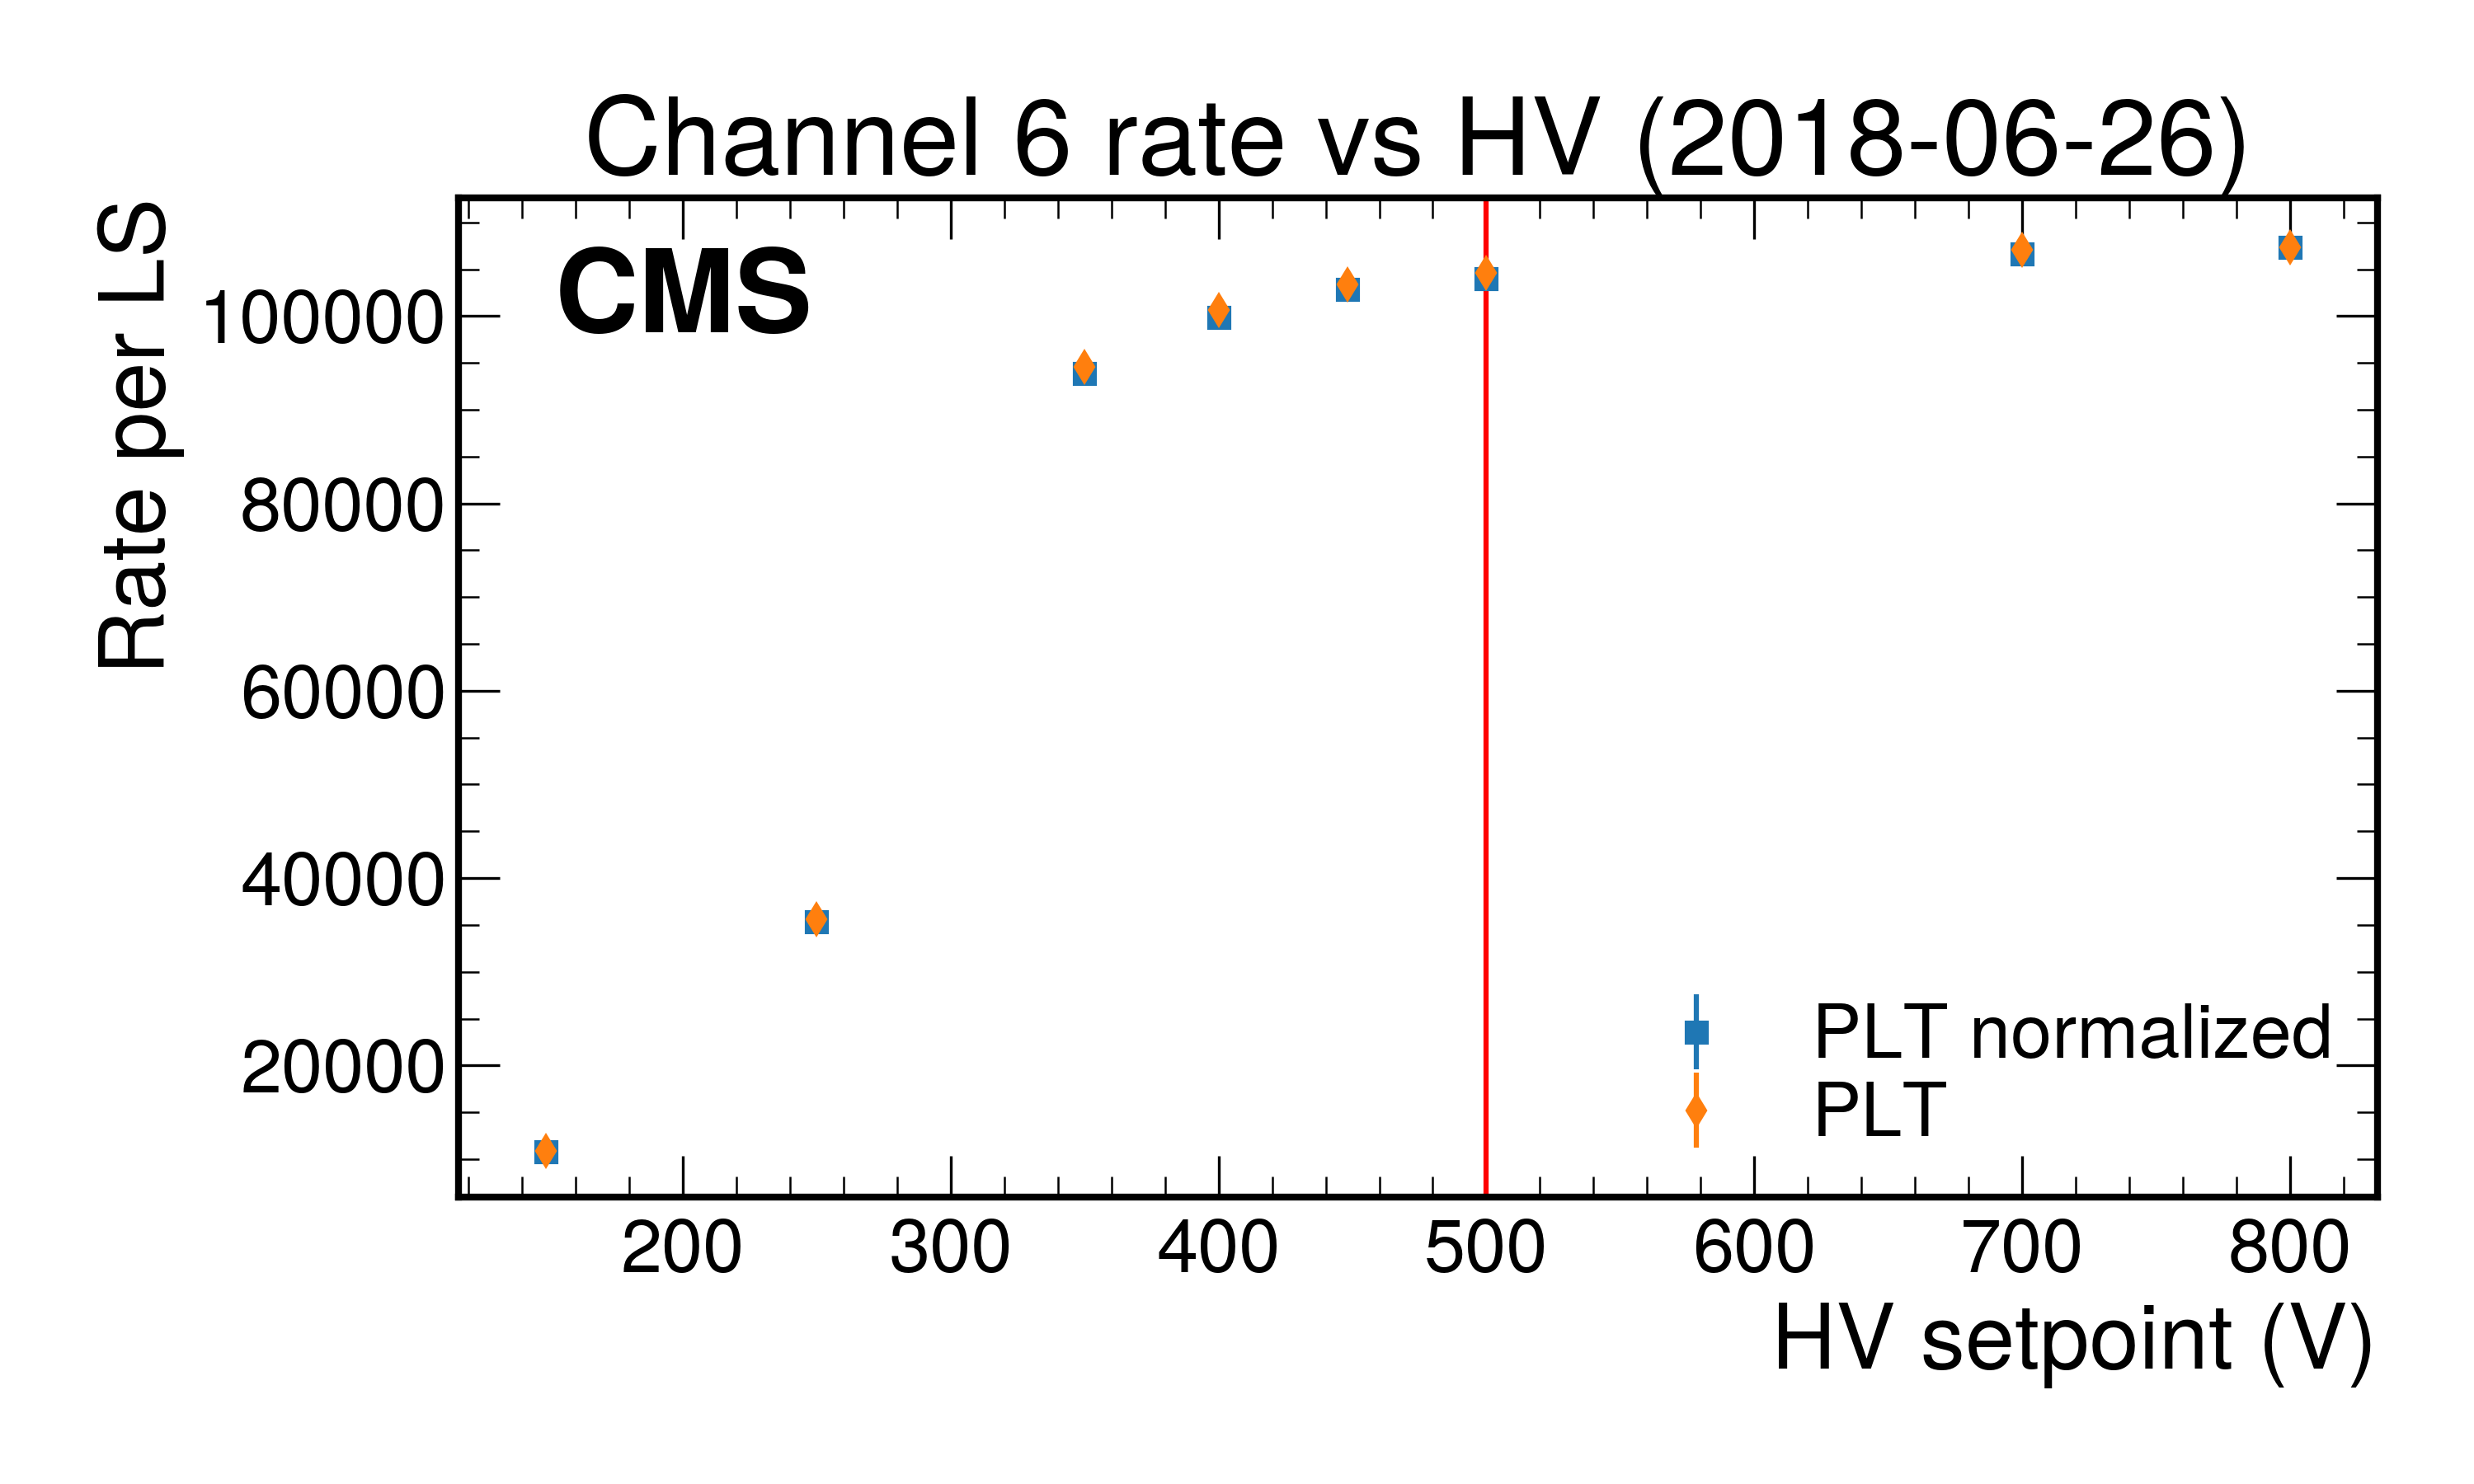 Channel 6 rate vs HV (2018-06-26)
CMS
Rate per LS
100000
80000
60000
40000
20000
PLT normalized
PLT
200 300 400 500 600 700 800
HV setpoint (V)